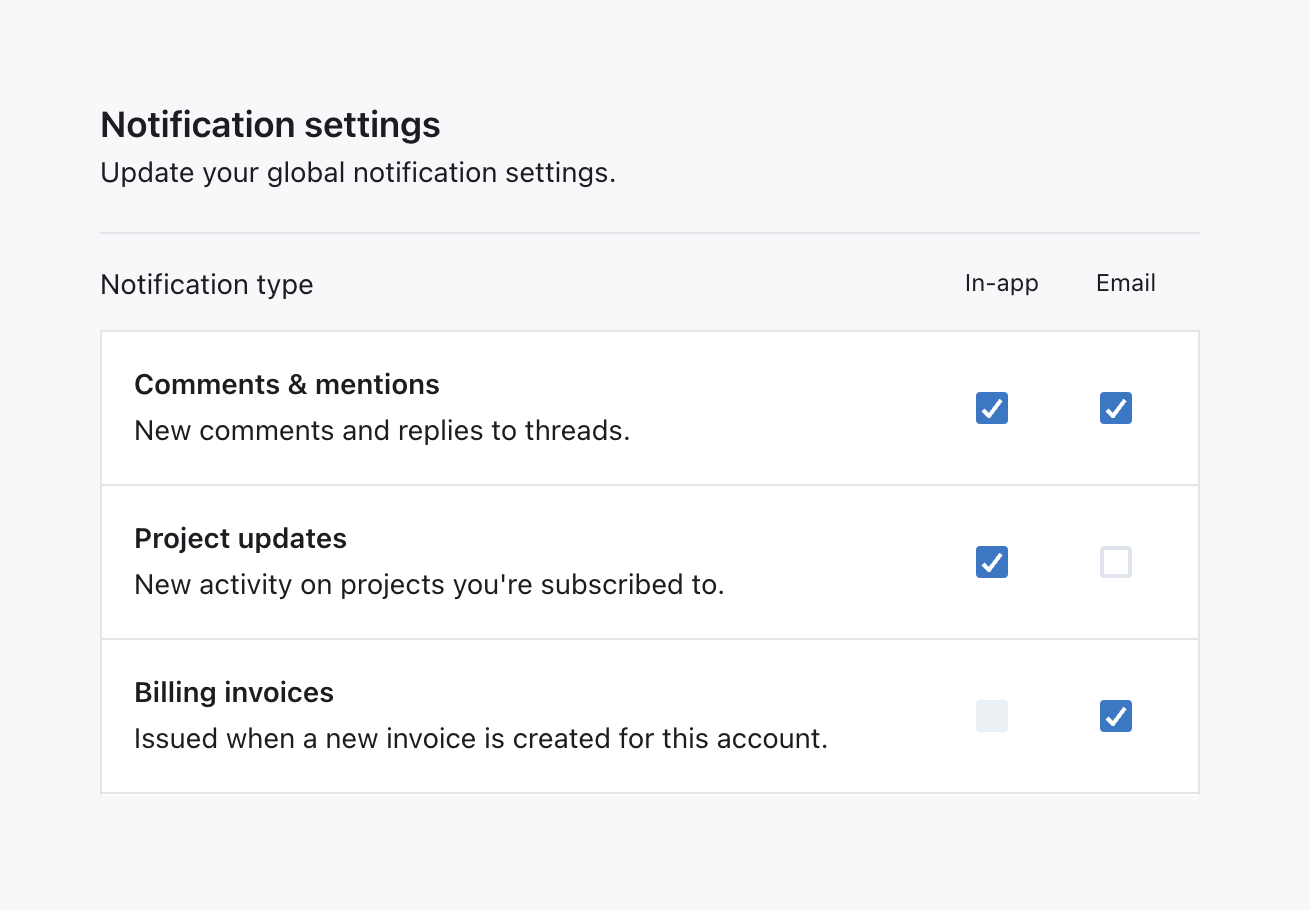 Notification settings
Update your global notification settings.
Notification type In-app Email
Comments & mentions
New comments and replies to threads.
Project updates
New activity on projects you're subscribed to.
Billing invoices
Issued when a new invoice is created for this account.